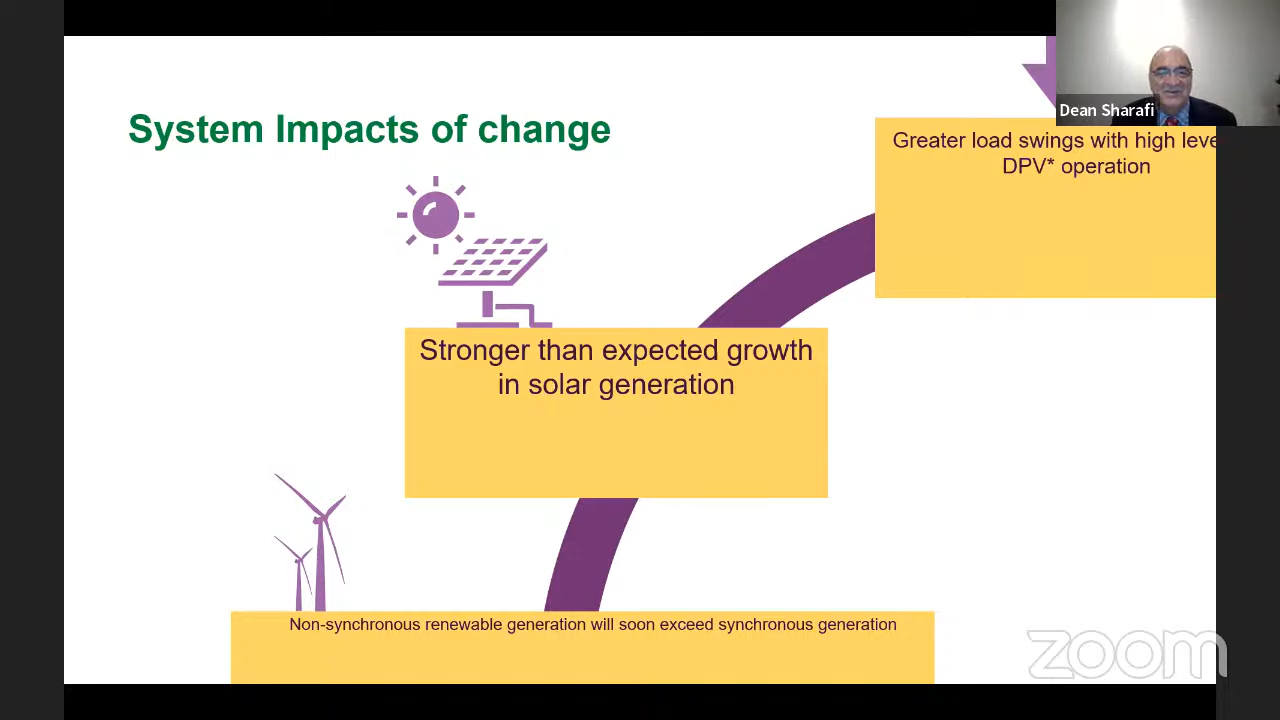 System Impacts of change
Dean Sharafi
Greater load swings with high leve
DPV* operation
Stronger than expected growth
in solar generation
Non-synchronous renewable generation will soon exceed synchronous generation
zoom